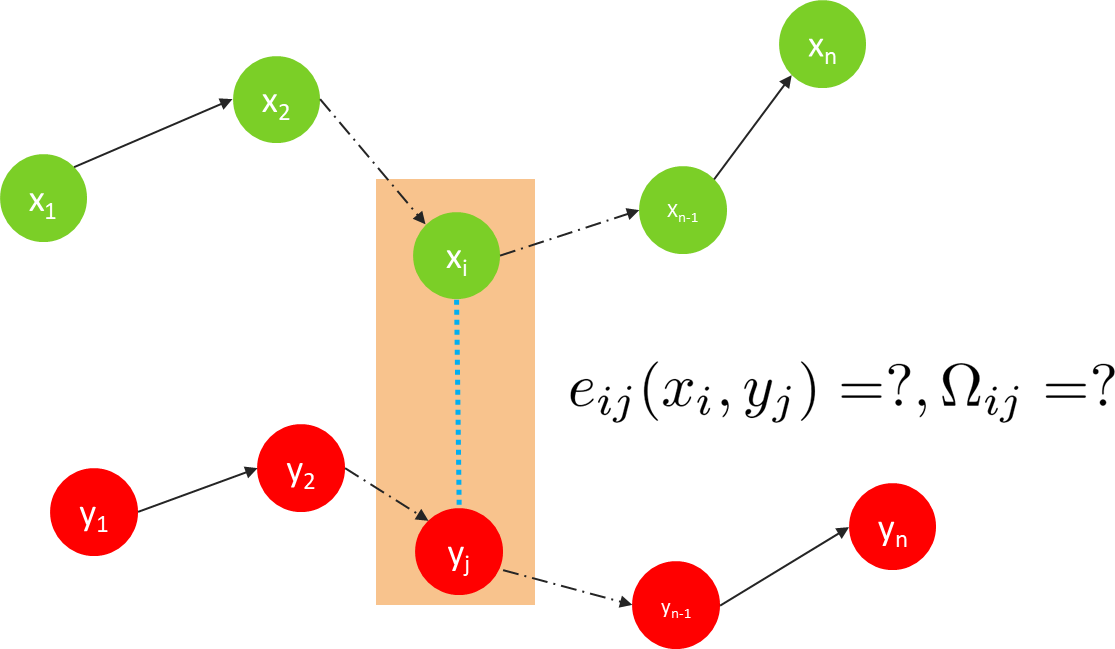 xₙ
x₂
x₁
xₙ₋₁
xᵢ
eᵢⱼ(xᵢ, yⱼ) =?, Ωᵢⱼ =?
y₂
y₁
yₙ
yⱼ
yₙ₋₁